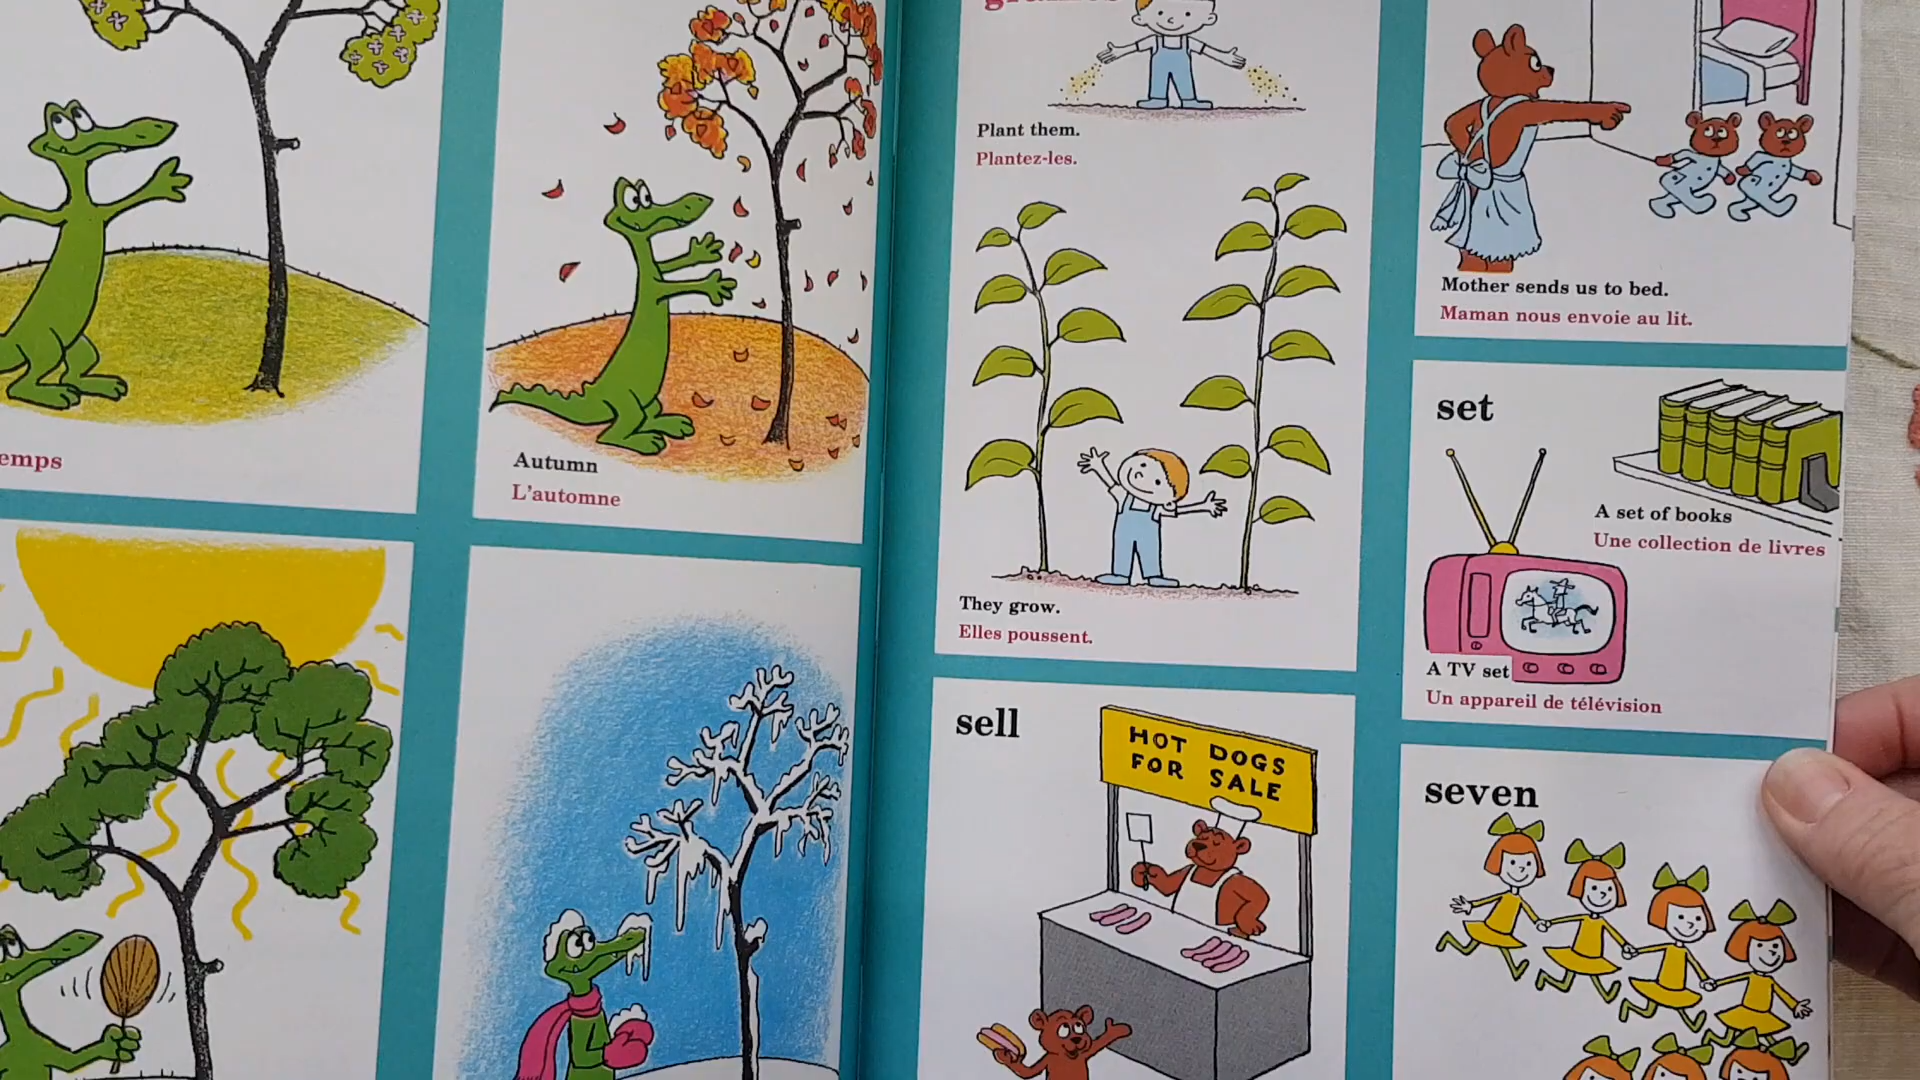 emps
Autumn
L'automne
Plant them.
Plantez-les.
They grow.
Elles poussent.
sell
HOT DOGS
FOR SALE
Mother sends us to bed.
Maman nous envoie au lit.
set
A set of books
Une collection de livres
A TV set
Un appareil de télévision
seven